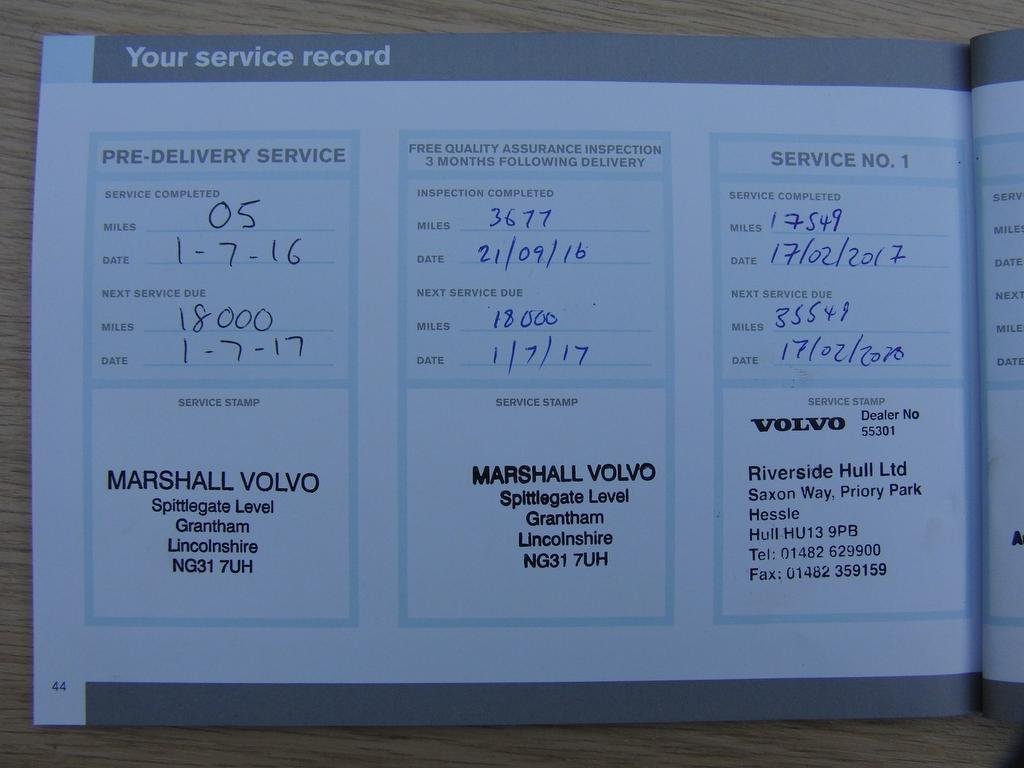 Your service record
PRE-DELIVERY SERVICE
SERVICE COMPLETED
MILES 05
DATE 1-7-16
NEXT SERVICE DUE
MILES 18000
DATE 1-7-17
SERVICE STAMP
MARSHALL VOLVO
Spittlegate Level
Grantham
Lincolnshire
NG31 7UH
FREE QUALITY ASSURANCE INSPECTION
3 MONTHS FOLLOWING DELIVERY
INSPECTION COMPLETED
MILES 3677
DATE 21/09/16
NEXT SERVICE DUE
MILES 18000
DATE 1/7/17
SERVICE STAMP
MARSHALL VOLVO
Spittlegate Level
Grantham
Lincolnshire
NG31 7UH
SERVICE NO. 1
SERVICE COMPLETED
MILES 17549
DATE 17/02/2017
NEXT SERVICE DUE
MILES 35549
DATE 17/02/2020
SERVICE STAMP
VOLVO Dealer No
55301
Riverside Hull Ltd
Saxon Way, Priory Park
Hessle
Hull HU13 9PB
Tel: 01482 629900
Fax: 01482 359159
44